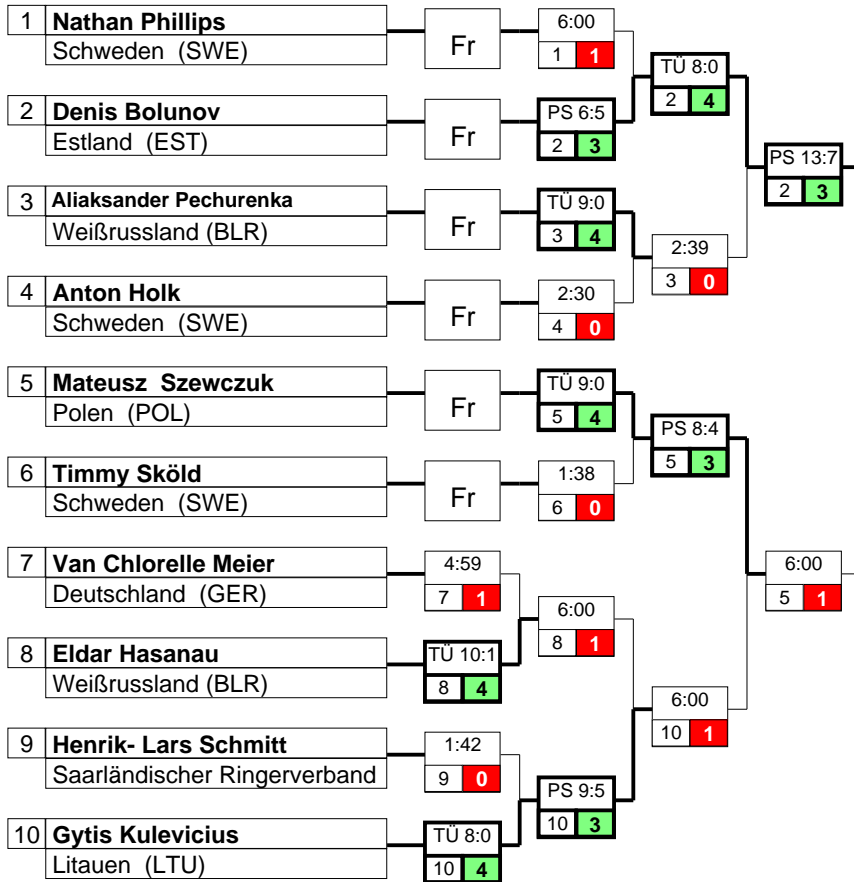 1 Nathan Phillips
Schweden (SWE)
Fr
6:00
1 1
TÜ 8:0
2 4
2 Denis Bolunov
Estland (EST)
Fr
PS 6:5
2 3
PS 13:7
2 3
3 Aliaksander Pechurenka
Weißrussland (BLR)
Fr
TÜ 9:0
3 4
2:39
3 0
4 Anton Holk
Schweden (SWE)
Fr
2:30
4 0
5 Mateusz Szewczuk
Polen (POL)
Fr
TÜ 9:0
5 4
PS 8:4
5 3
6 Timmy Sköld
Schweden (SWE)
Fr
1:38
6 0
7 Van Chlorelle Meier
Deutschland (GER)
4:59
7 1
6:00
5 1
6:00
8 1
8 Eldar Hasanau
Weißrussland (BLR)
TÜ 10:1
8 4
6:00
10 1
9 Henrik- Lars Schmitt
Saarländischer Ringerverband
1:42
9 0
PS 9:5
10 3
10 Gytis Kulevicius
Litauen (LTU)
TÜ 8:0
10 4